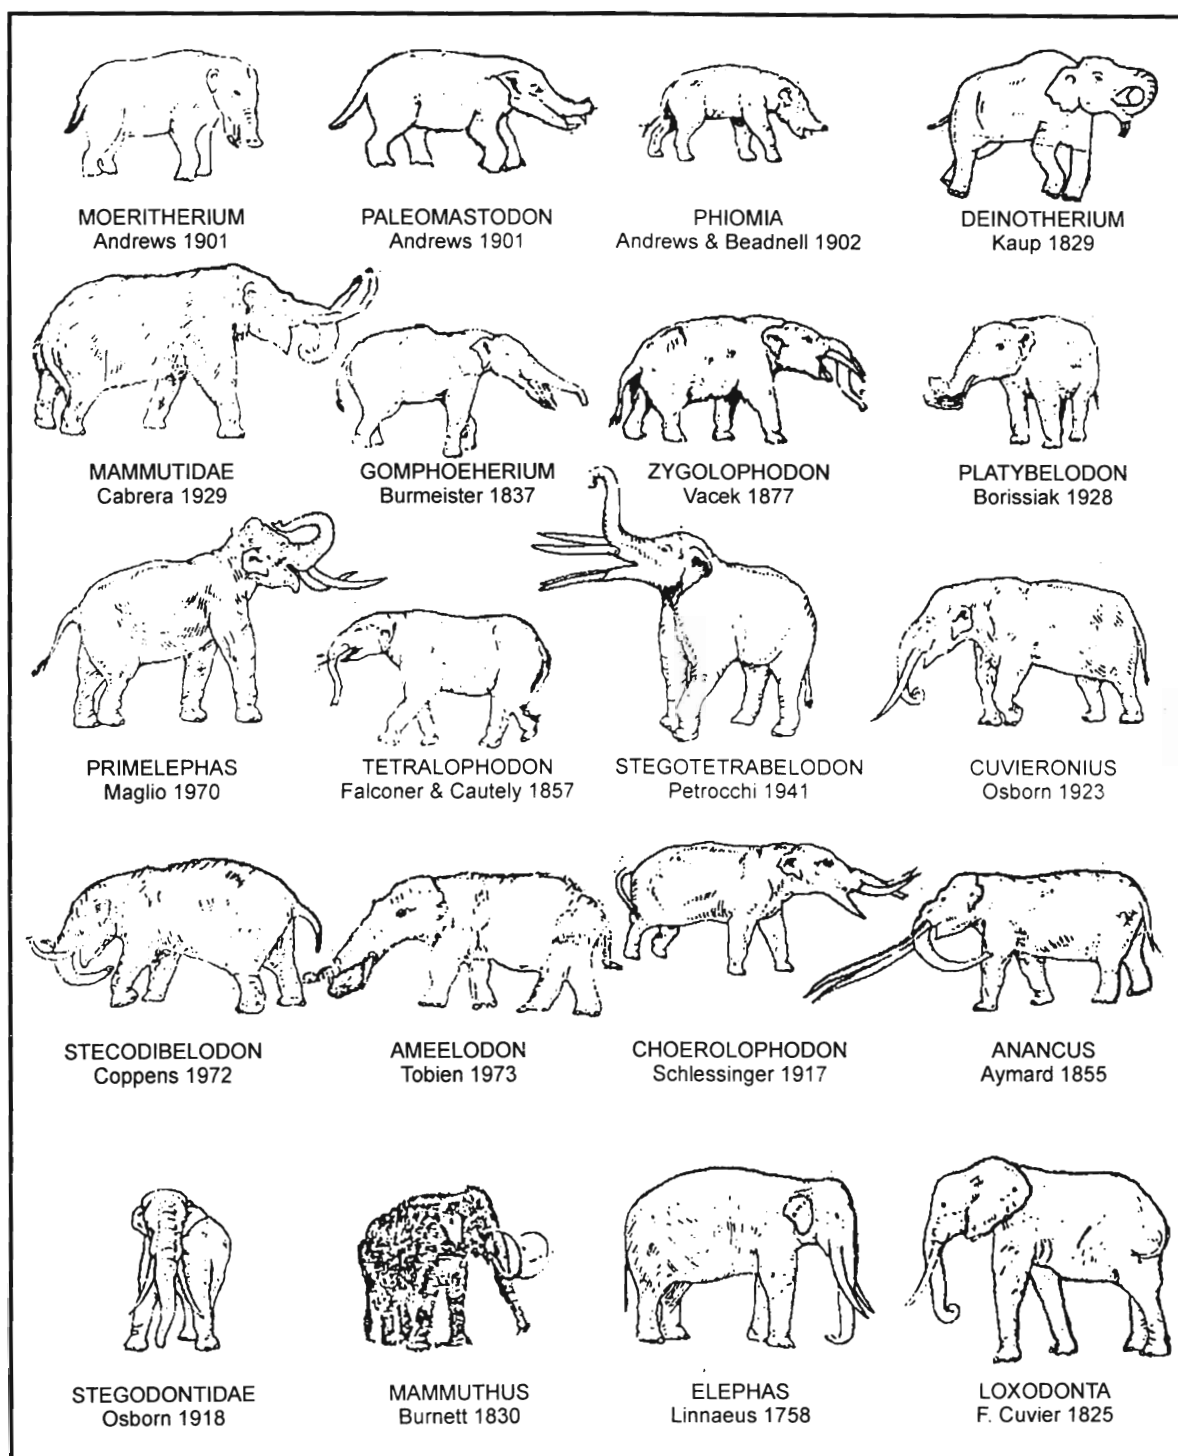 MOERITHERIUM
Andrews 1901
PALEOMASTODON
Andrews 1901
PHIOMIA
Andrews & Beadnell 1902
DEINOTHERIUM
Kaup 1829
MAMMUTIDAE
Cabrera 1929
GOMPHOEHERIUM
Burmeister 1837
ZYGOLOPHODON
Vacek 1877
PLATYBELODON
Borissiak 1928
PRIMELEPHAS
Maglio 1970
TETRALOPHODON
Falconer & Cautely 1857
STEGOTETRABELODON
Petrocchi 1941
CUVIERONIUS
Osborn 1923
STECODIBELODON
Coppens 1972
AMEELODON
Tobien 1973
CHOEROLOPHODON
Schlessinger 1917
ANANCUS
Aymard 1855
STEGODONTIDAE
Osborn 1918
MAMMUTHUS
Burnett 1830
ELEPHAS
Linnaeus 1758
LOXODONTA
F. Cuvier 1825